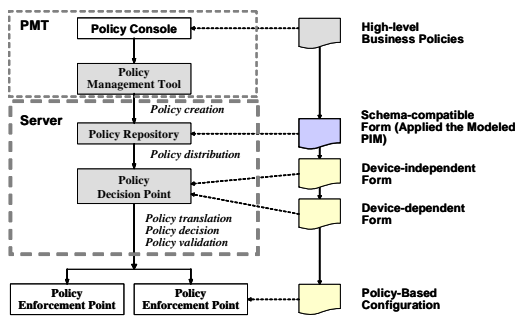 PMT
Policy Console
Policy
Management Tool
Policy creation
Server
Policy Repository
Policy distribution
Policy
Decision Point
Policy translation
Policy decision
Policy validation
Policy
Enforcement Point
Policy
Enforcement Point
High-level
Business Policies
Schema-compatible
Form (Applied the Modeled
PIM)
Device-independent
Form
Device-dependent
Form
Policy-Based
Configuration